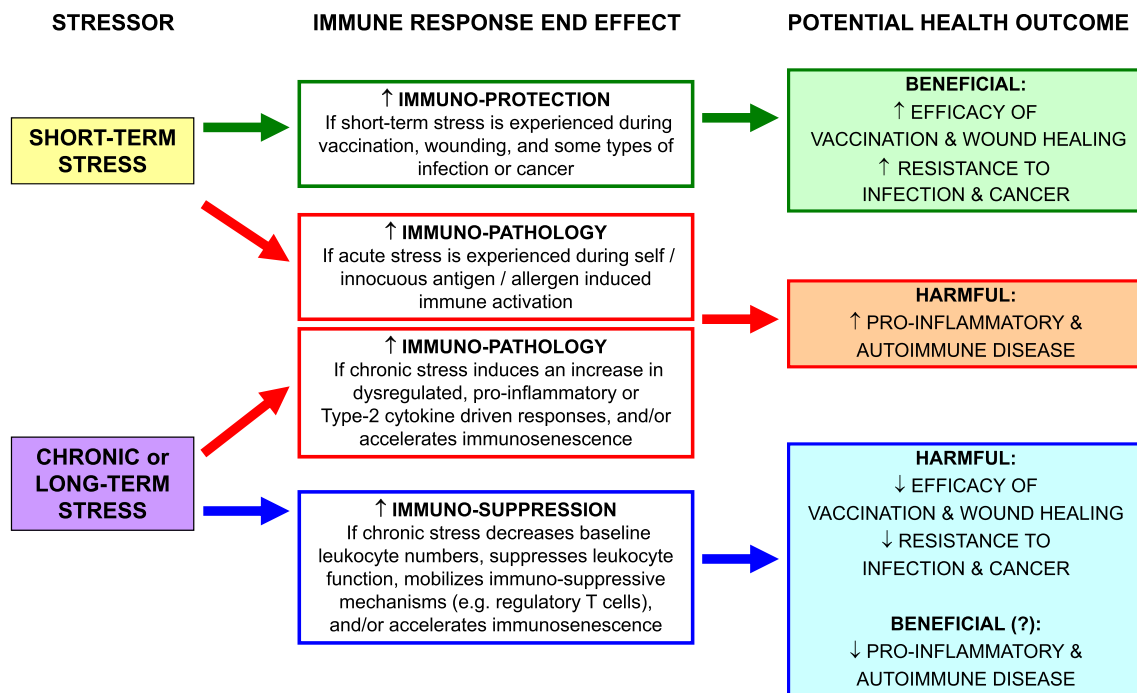 STRESSOR
IMMUNE RESPONSE END EFFECT
POTENTIAL HEALTH OUTCOME
SHORT-TERM
STRESS
↑ IMMUNO-PROTECTION
If short-term stress is experienced during
vaccination, wounding, and some types of
infection or cancer
BENEFICIAL:
↑ EFFICACY OF
VACCINATION & WOUND HEALING
↑ RESISTANCE TO
INFECTION & CANCER
↑ IMMUNO-PATHOLOGY
If acute stress is experienced during self /
innocuous antigen / allergen induced
immune activation
HARMFUL:
↑ PRO-INFLAMMATORY &
AUTOIMMUNE DISEASE
↑ IMMUNO-PATHOLOGY
If chronic stress induces an increase in
dysregulated, pro-inflammatory or
Type-2 cytokine driven responses, and/or
accelerates immunosenescence
CHRONIC or
LONG-TERM
STRESS
↑ IMMUNO-SUPPRESSION
If chronic stress decreases baseline
leukocyte numbers, suppresses leukocyte
function, mobilizes immuno-suppressive
mechanisms (e.g. regulatory T cells),
and/or accelerates immunosenescence
HARMFUL:
↓ EFFICACY OF
VACCINATION & WOUND HEALING
↓ RESISTANCE TO
INFECTION & CANCER
BENEFICIAL (?):
↓ PRO-INFLAMMATORY &
AUTOIMMUNE DISEASE